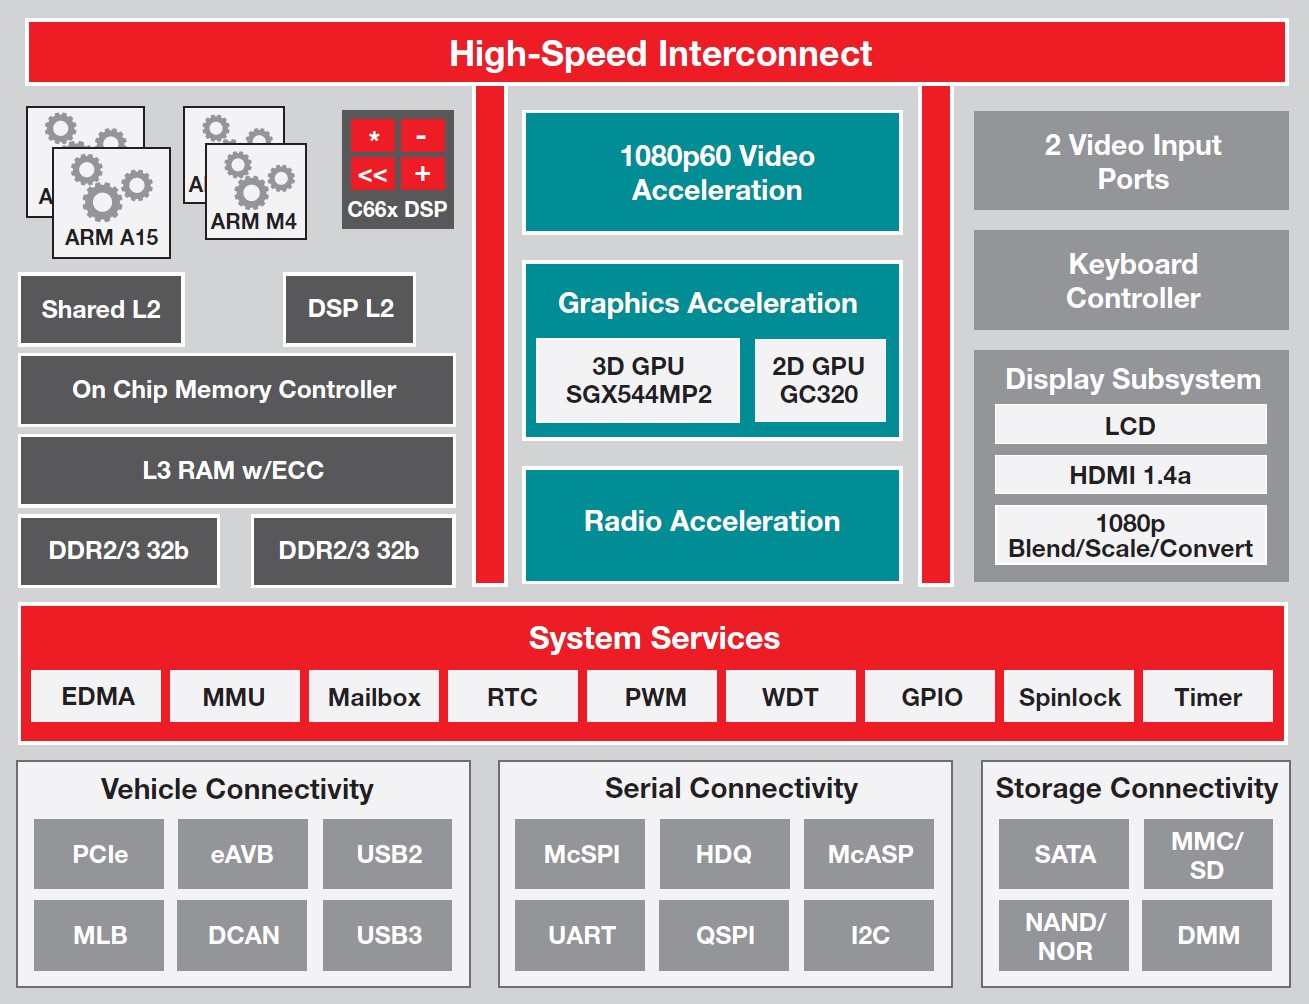 High-Speed Interconnect
A
ARM A15
A
ARM M4
* -
<< +
C66x DSP
Shared L2
DSP L2
On Chip Memory Controller
L3 RAM w/ECC
DDR2/3 32b
DDR2/3 32b
1080p60 Video
Acceleration
Graphics Acceleration
3D GPU
SGX544MP2
2D GPU
GC320
Radio Acceleration
2 Video Input
Ports
Keyboard
Controller
Display Subsystem
LCD
HDMI 1.4a
1080p
Blend/Scale/Convert
System Services
EDMA
MMU
Mailbox
RTC
PWM
WDT
GPIO
Spinlock
Timer
Vehicle Connectivity
PCIe
eAVB
USB2
MLB
DCAN
USB3
Serial Connectivity
McSPI
HDQ
McASP
UART
QSPI
I2C
Storage Connectivity
SATA
MMC/
SD
NAND/
NOR
DMM